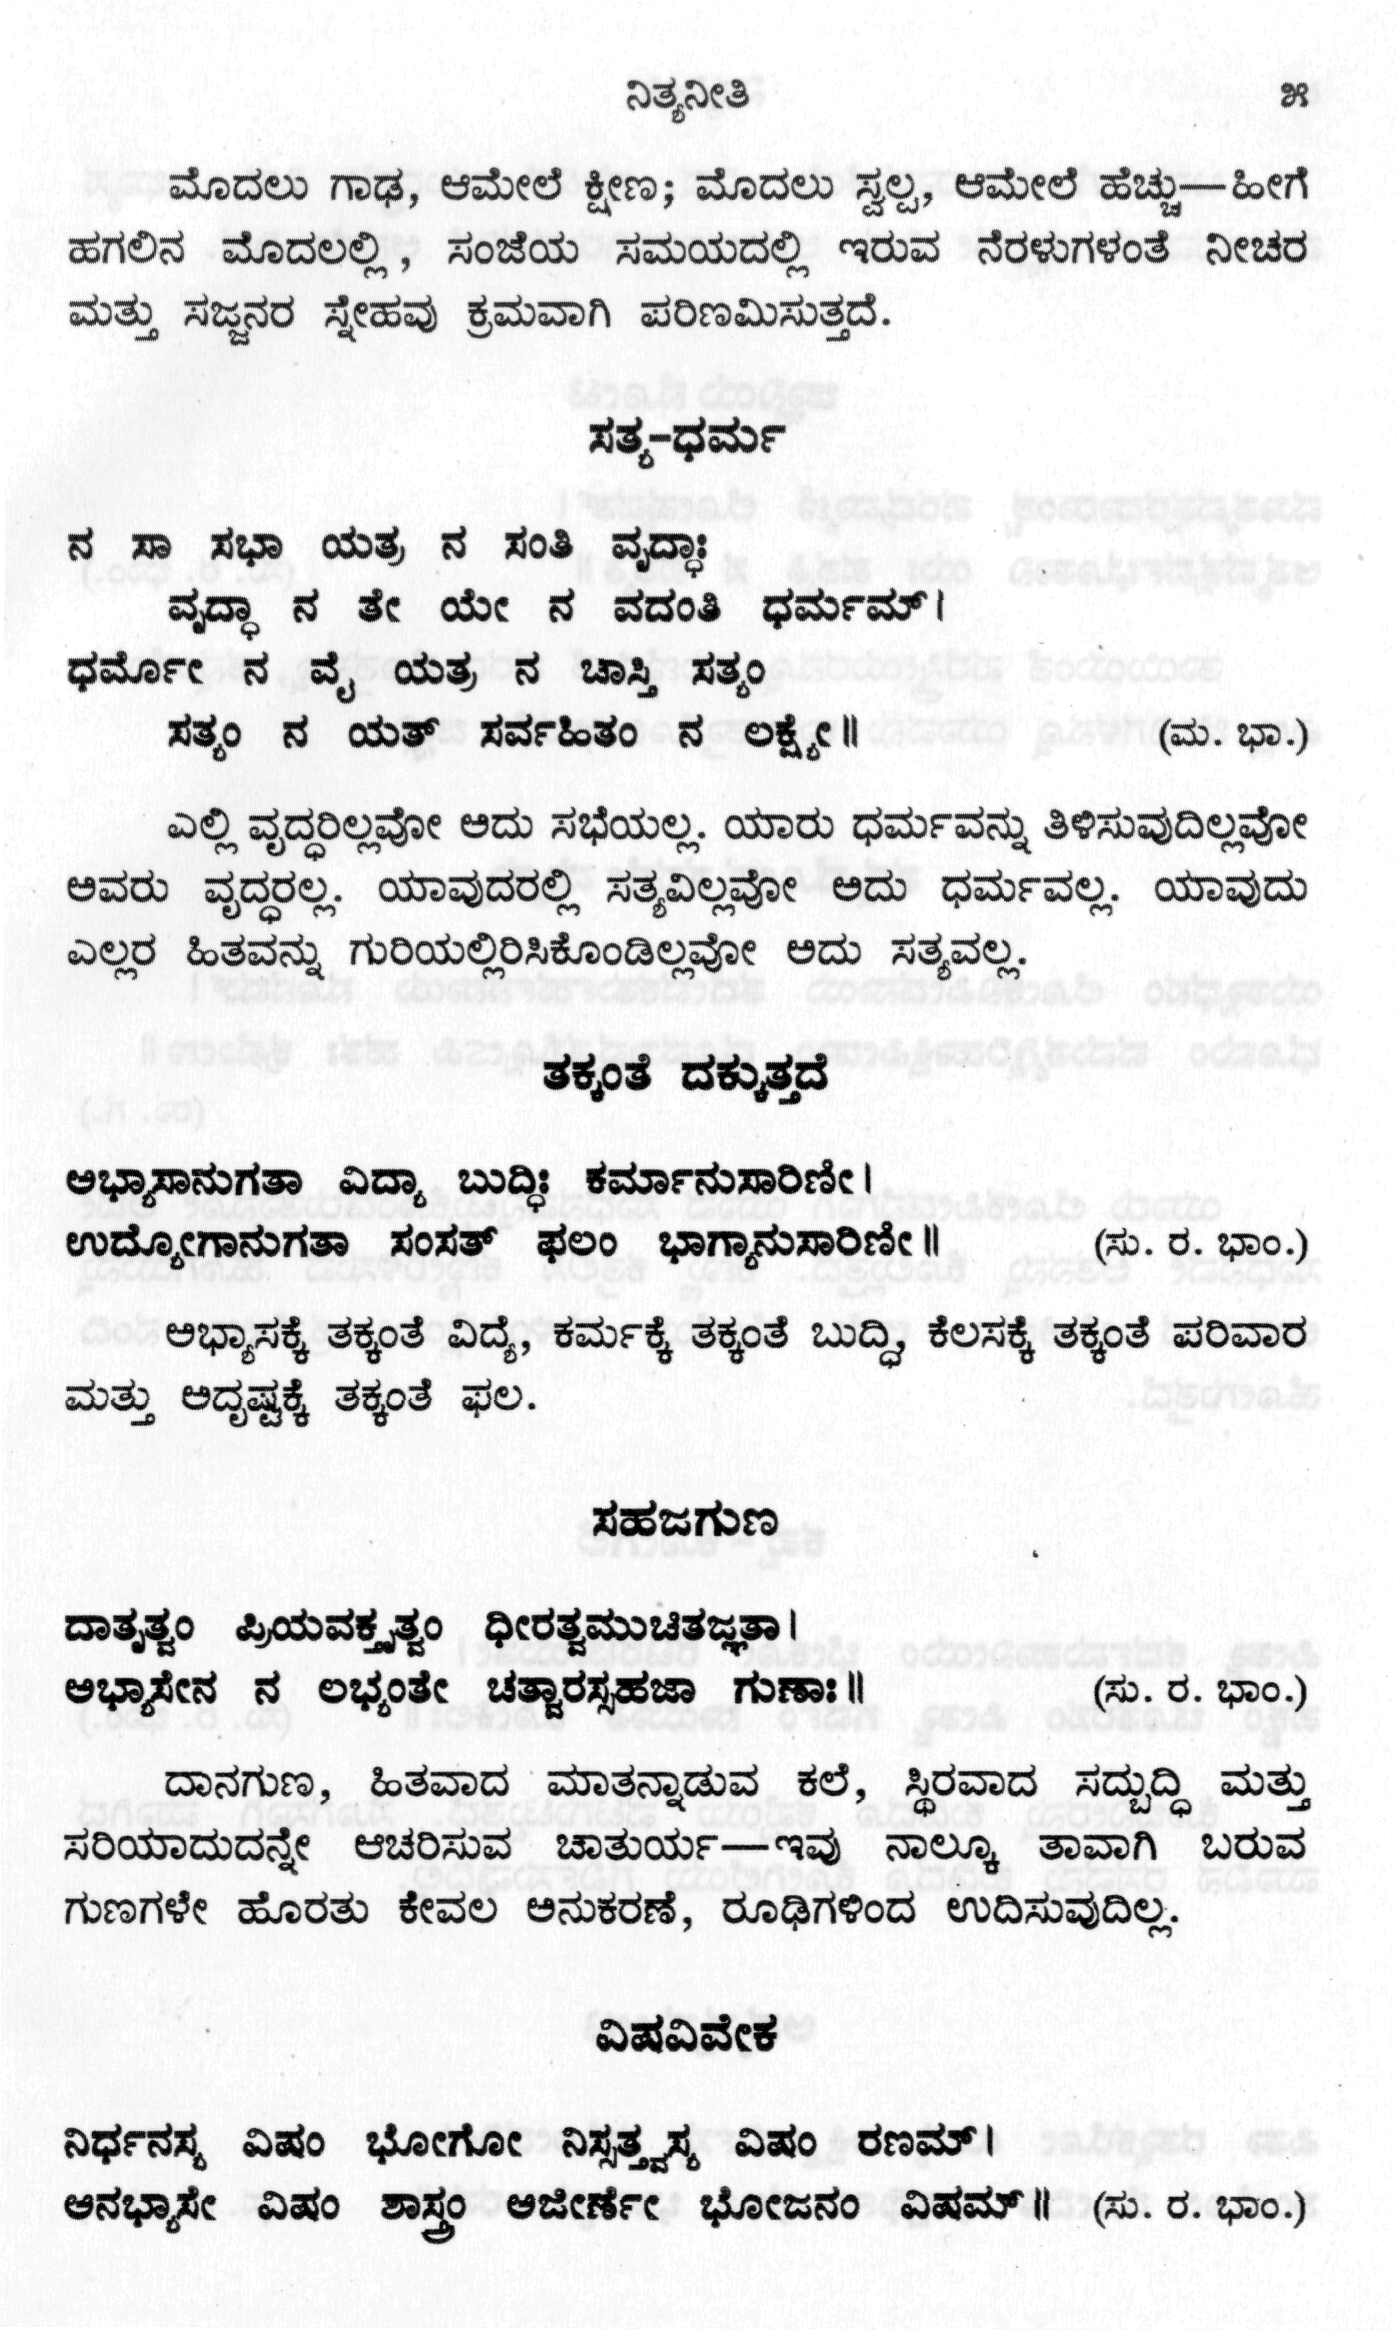 ನಿತ್ಯನೀತಿ ೫
ಮೊದಲು ಗಾಢ, ಆಮೇಲೆ ಕ್ಷೀಣ; ಮೊದಲು ಸ್ವಲ್ಪ, ಆಮೇಲೆ ಹೆಚ್ಚು—ಹೀಗೆ
ಹಗಲಿನ ಮೊದಲಲ್ಲಿ, ಸಂಜೆಯ ಸಮಯದಲ್ಲಿ ಇರುವ ನೆರಳುಗಳಂತೆ ನೀಚರ
ಮತ್ತು ಸಜ್ಜನರ ಸ್ನೇಹವು ಕ್ರಮವಾಗಿ ಪರಿಣಮಿಸುತ್ತದೆ.
ಸತ್ಯ-ಧರ್ಮ
ನ ಸಾ ಸಭಾ ಯತ್ರ ನ ಸಂತಿ ವೃದ್ಧಾಃ
ವೃದ್ಧಾ ನ ತೇ ಯೇ ನ ವದಂತಿ ಧರ್ಮಮ್।
ಧರ್ಮೋ ನ ವೈ ಯತ್ರ ನ ಚಾಸ್ತಿ ಸತ್ಯಂ
ಸತ್ಯಂ ನ ಯತ್ ಸರ್ವಹಿತಂ ನ ಲಕ್ಷ್ಯೇ॥ (ಮ. ಭಾ.)
ಎಲ್ಲಿ ವೃದ್ಧರಿಲ್ಲವೋ ಅದು ಸಭೆಯಲ್ಲ. ಯಾರು ಧರ್ಮವನ್ನು ತಿಳಿಸುವುದಿಲ್ಲವೋ
ಅವರು ವೃದ್ಧರಲ್ಲ. ಯಾವುದರಲ್ಲಿ ಸತ್ಯವಿಲ್ಲವೋ ಅದು ಧರ್ಮವಲ್ಲ. ಯಾವುದು
ಎಲ್ಲರ ಹಿತವನ್ನು ಗುರಿಯಲ್ಲಿರಿಸಿಕೊಂಡಿಲ್ಲವೋ ಅದು ಸತ್ಯವಲ್ಲ.
ತಕ್ಕಂತೆ ದಕ್ಕುತ್ತದೆ
ಅಭ್ಯಾಸಾನುಗತಾ ವಿದ್ಯಾ ಬುದ್ಧಿಃ ಕರ್ಮಾನುಸಾರಿಣೀ।
ಉದ್ಯೋಗಾನುಗತಾ ಸಂಸತ್ ಫಲಂ ಭಾಗ್ಯಾನುಸಾರಿಣೀ॥ (ಸು. ರ. ಭಾಂ.)
ಅಭ್ಯಾಸಕ್ಕೆ ತಕ್ಕಂತೆ ವಿದ್ಯೆ, ಕರ್ಮಕ್ಕೆ ತಕ್ಕಂತೆ ಬುದ್ಧಿ, ಕೆಲಸಕ್ಕೆ ತಕ್ಕಂತೆ ಪರಿವಾರ
ಮತ್ತು ಅದೃಷ್ಟಕ್ಕೆ ತಕ್ಕಂತೆ ಫಲ.
ಸಹಜಗುಣ
ದಾತೃತ್ವಂ ಪ್ರಿಯವಕ್ತೃತ್ವಂ ಧೀರತ್ವಮುಚಿತಜ್ಞತಾ।
ಅಭ್ಯಾಸೇನ ನ ಲಭ್ಯಂತೇ ಚತ್ವಾರಸ್ಸಹಜಾ ಗುಣಾಃ॥ (ಸು. ರ. ಭಾಂ.)
ದಾನಗುಣ, ಹಿತವಾದ ಮಾತನ್ನಾಡುವ ಕಲೆ, ಸ್ಥಿರವಾದ ಸದ್ಬುದ್ಧಿ ಮತ್ತು
ಸರಿಯಾದುದನ್ನೇ ಆಚರಿಸುವ ಚಾತುರ್ಯ—ಇವು ನಾಲ್ಕೂ ತಾವಾಗಿ ಬರುವ
ಗುಣಗಳೇ ಹೊರತು ಕೇವಲ ಅನುಕರಣೆ, ರೂಢಿಗಳಿಂದ ಉದಿಸುವುದಿಲ್ಲ.
ವಿಷವಿವೇಕ
ನಿರ್ಧನಸ್ಯ ವಿಷಂ ಭೋಗೋ ನಿಸ್ಸತ್ತ್ವಸ್ಯ ವಿಷಂ ರಣಮ್।
ಅನಭ್ಯಾಸೇ ವಿಷಂ ಶಾಸ್ತ್ರಂ ಅಜೀರ್ಣೇ ಭೋಜನಂ ವಿಷಮ್॥ (ಸು. ರ. ಭಾಂ.)